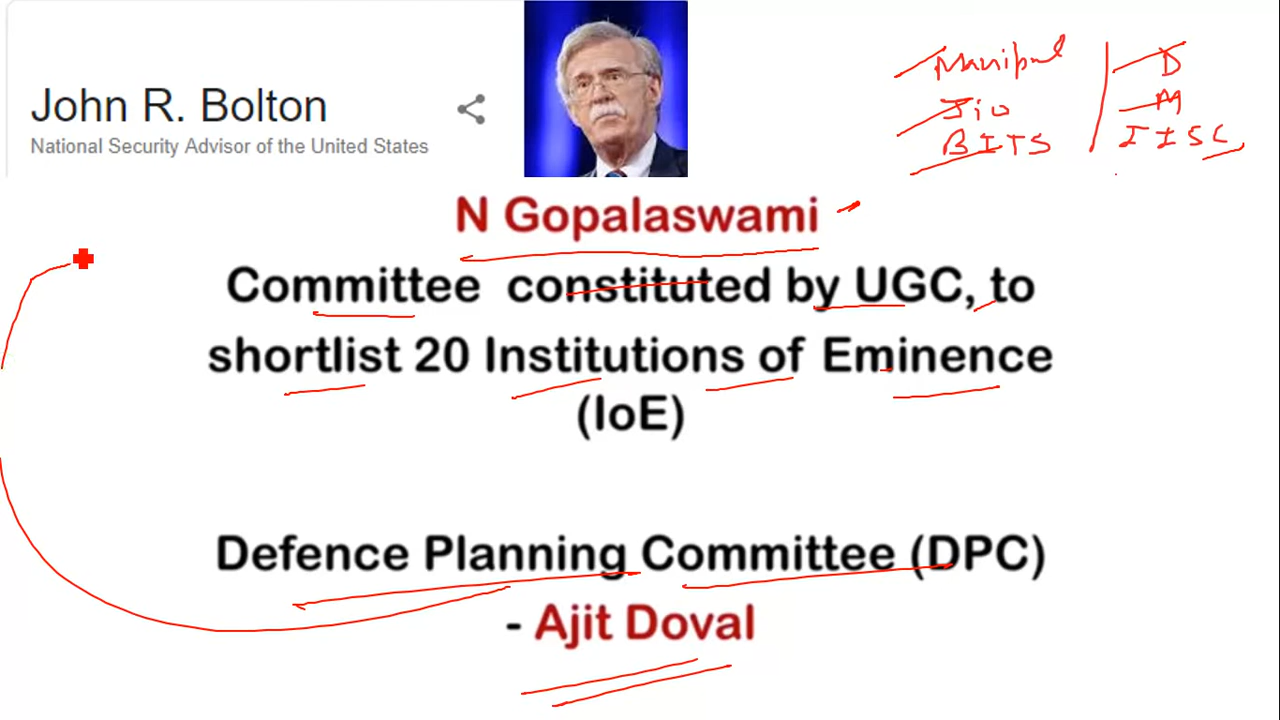 John R. Bolton
National Security Advisor of the United States
Manipal
Jio
BITS
D
M
IISC
N Gopalaswami
Committee constituted by UGC, to
shortlist 20 Institutions of Eminence
(IoE)
Defence Planning Committee (DPC)
- Ajit Doval